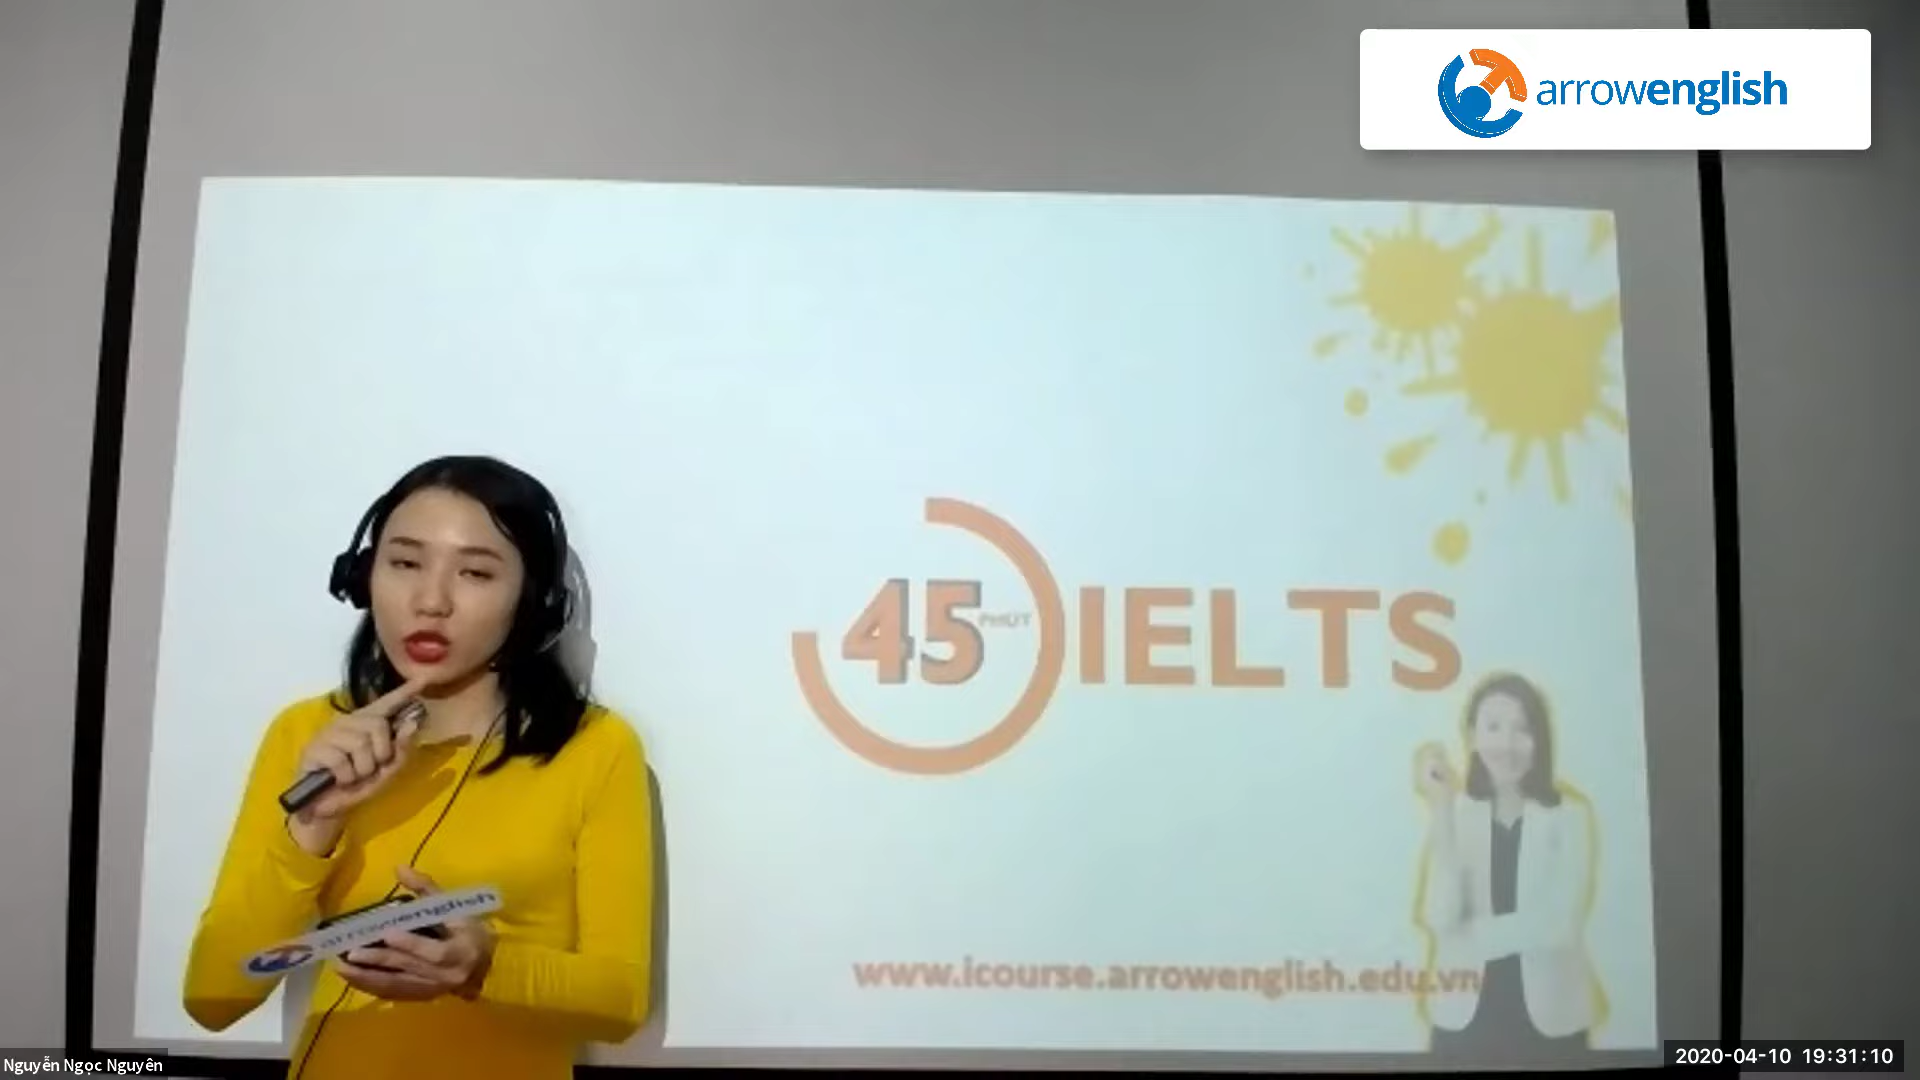 arrowenglish
45 PHÚT IELTS
arrowenglish
www.icourse.arrowenglish.edu.vn
Nguyễn Ngọc Nguyên
2020-04-10 19:31:10